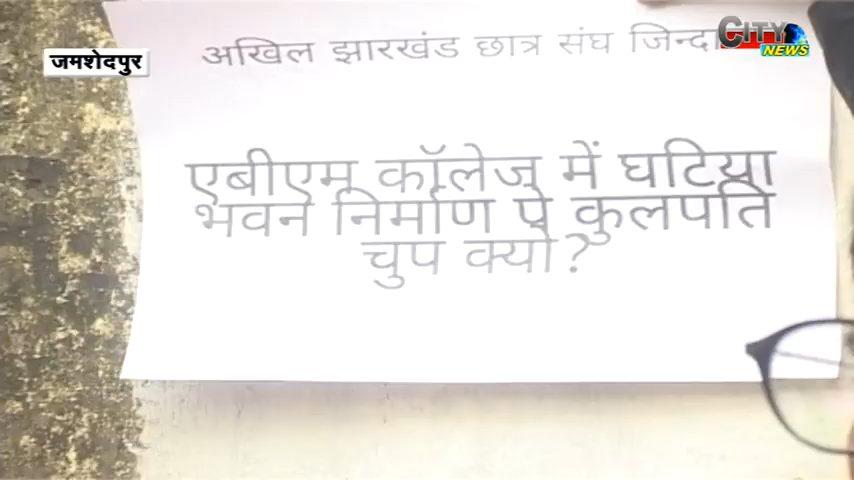 अखिल झारखंड छात्र संघ
CITY
NEWS
जमशेदपुर
एबीएम कॉलेज में घटिया
भवन निर्माण पे कुलपति
चुप क्यो?